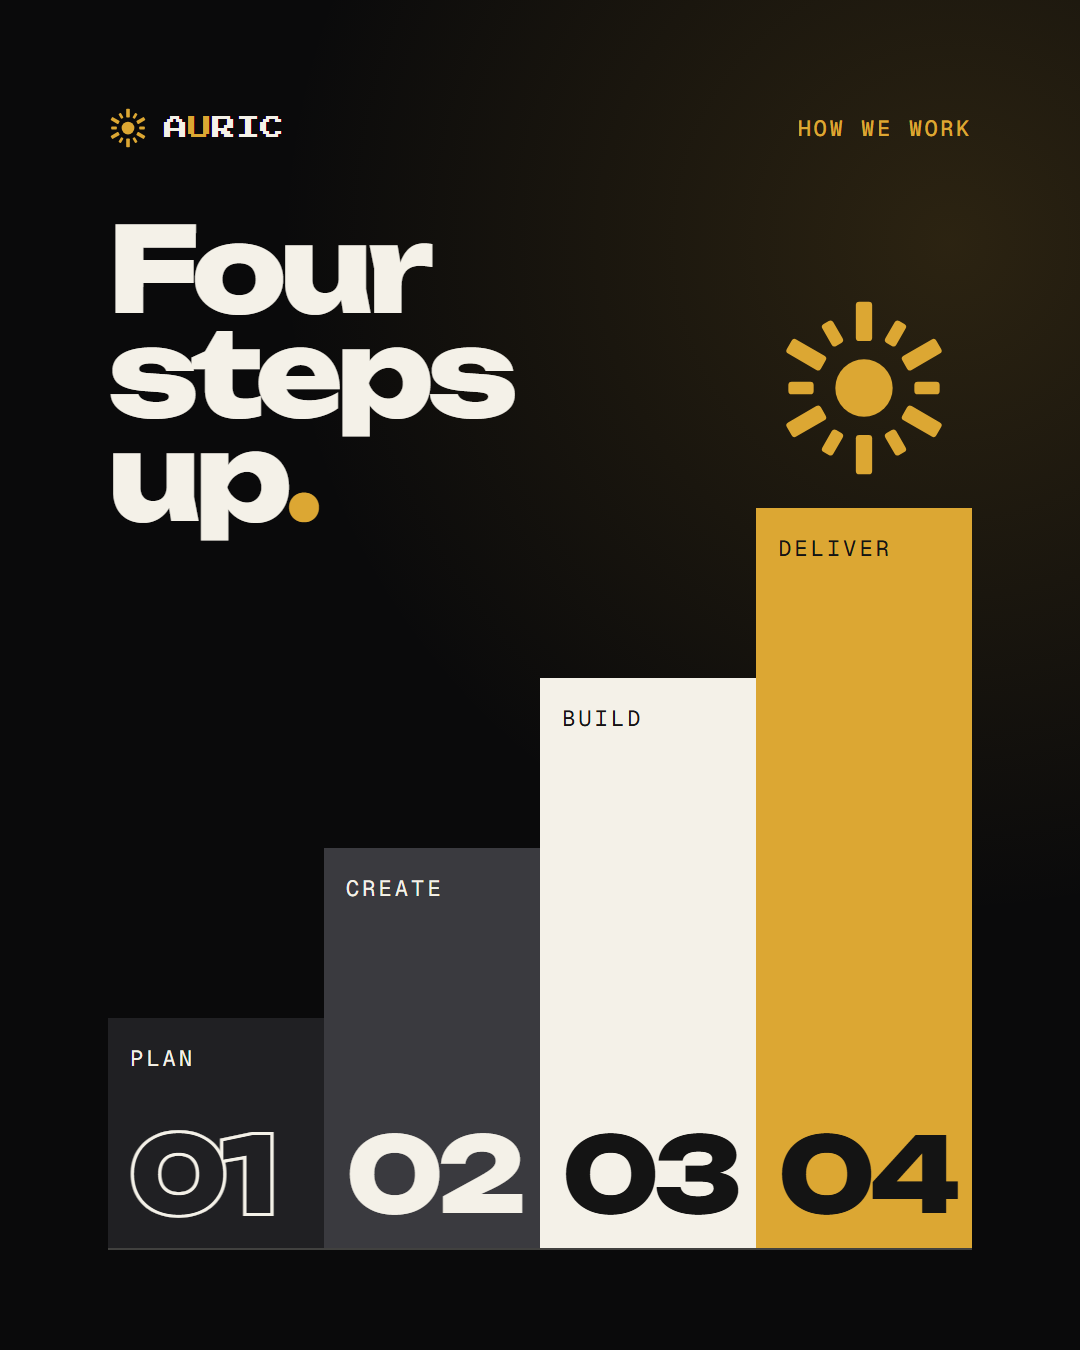 AURIC
HOW WE WORK
Four
steps
up.
DELIVER
BUILD
CREATE
PLAN
01
02
03
04